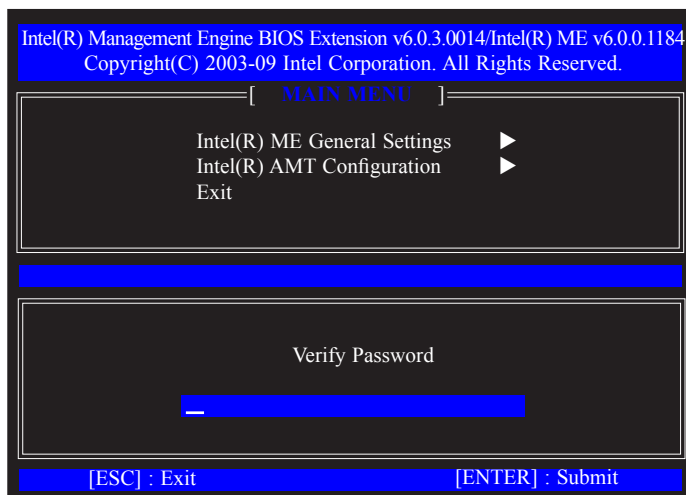 Intel(R) Management Engine BIOS Extension v6.0.3.0014/Intel(R) ME v6.0.0.1184
Copyright(C) 2003-09 Intel Corporation. All Rights Reserved.
[ MAIN MENU ]
Intel(R) ME General Settings ▶
Intel(R) AMT Configuration ▶
Exit
Verify Password
[ESC] : Exit [ENTER] : Submit